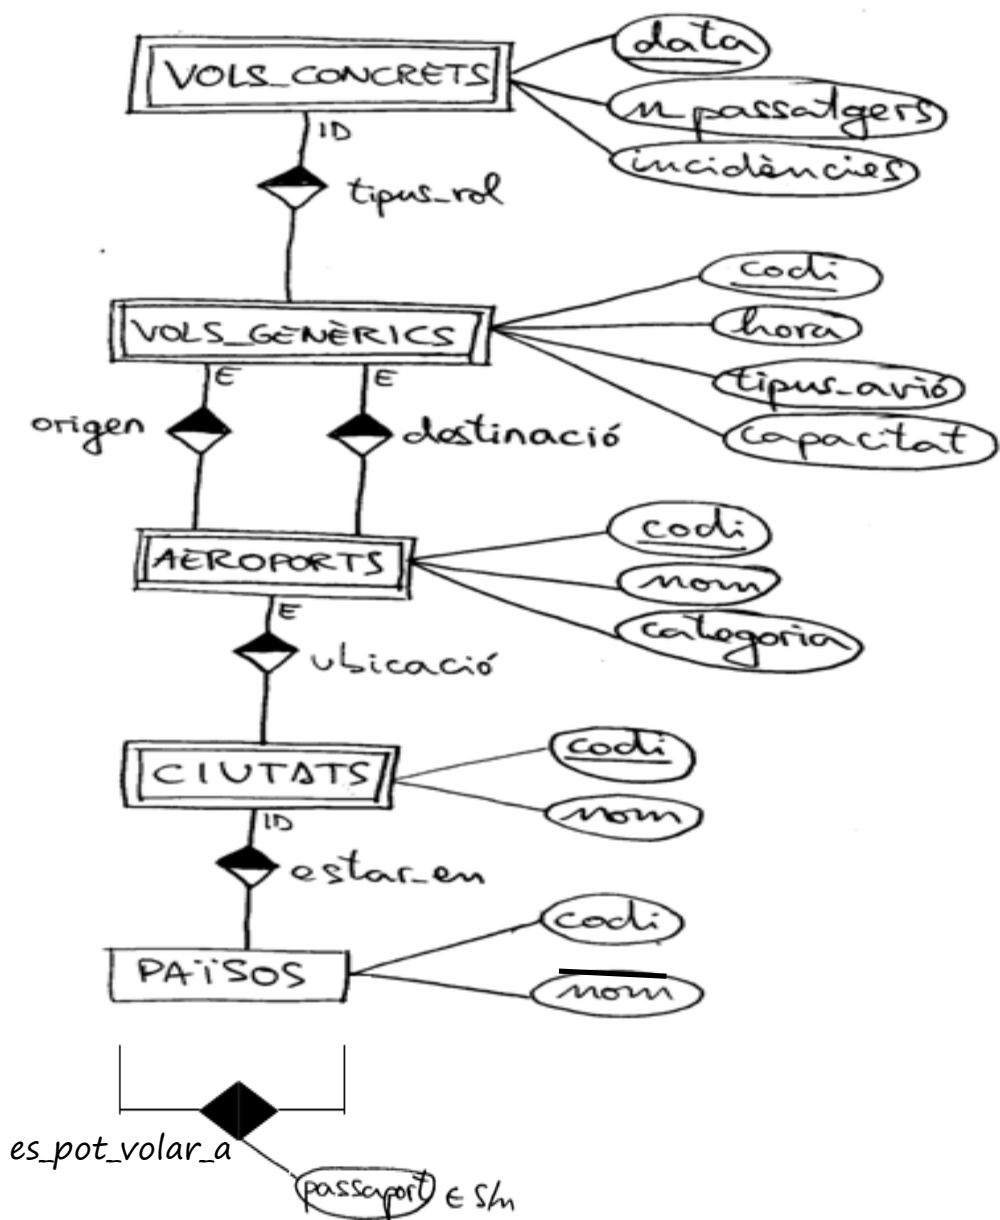 VOLS_CONCRETS
data
n_passatgers
incidències
ID
tipus_vol
VOLS_GENÈRICS
codi
hora
tipus_avió
capacitat
E
E
origen
destinació
AEROPORTS
codi
nom
categoria
E
ubicació
CIUTATS
codi
nom
ID
estar_en
PAÏSOS
codi
nom
es_pot_volar_a
passaport ∈ S/n